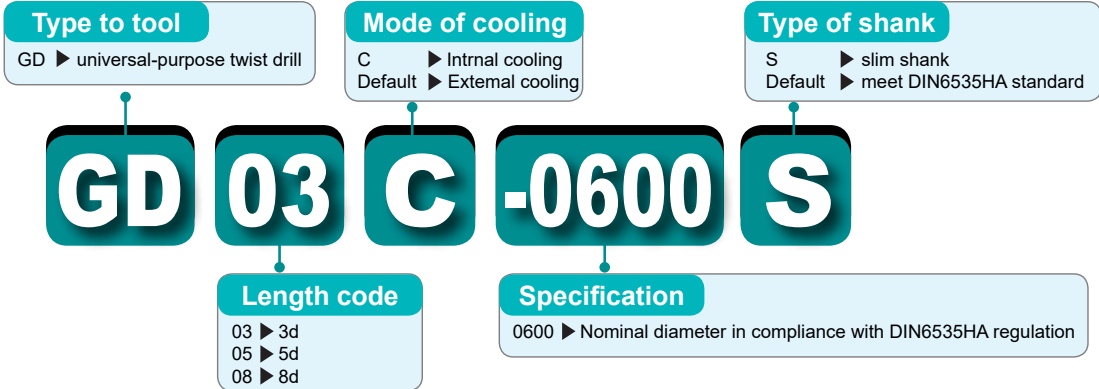 Type to tool
GD ▶ universal-purpose twist drill
Mode of cooling
C ▶ Intrnal cooling
Default ▶ Extemal cooling
Type of shank
S ▶ slim shank
Default ▶ meet DIN6535HA standard
GD 03 C -0600 S
Length code
03 ▶ 3d
05 ▶ 5d
08 ▶ 8d
Specification
0600 ▶ Nominal diameter in compliance with DIN6535HA regulation